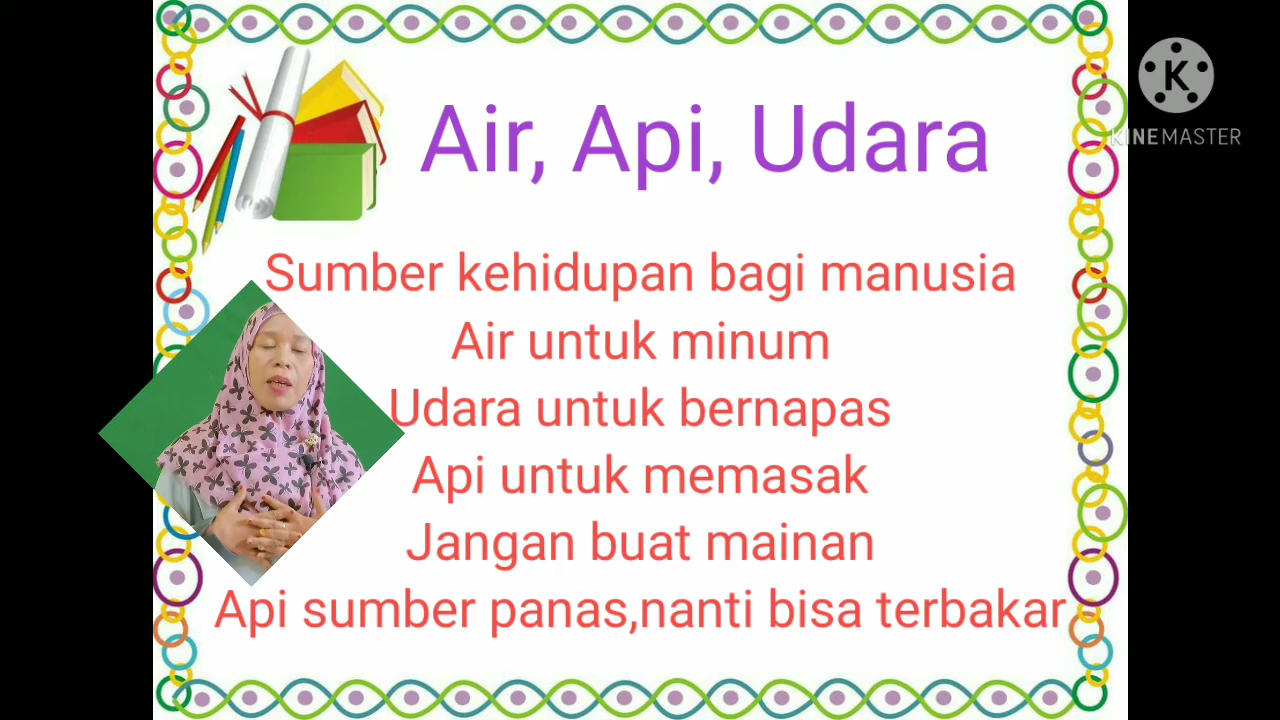 Air, Api, Udara
KINEMASTER
Sumber kehidupan bagi manusia
Air untuk minum
Udara untuk bernapas
Api untuk memasak
Jangan buat mainan
Api sumber panas,nanti bisa terbakar